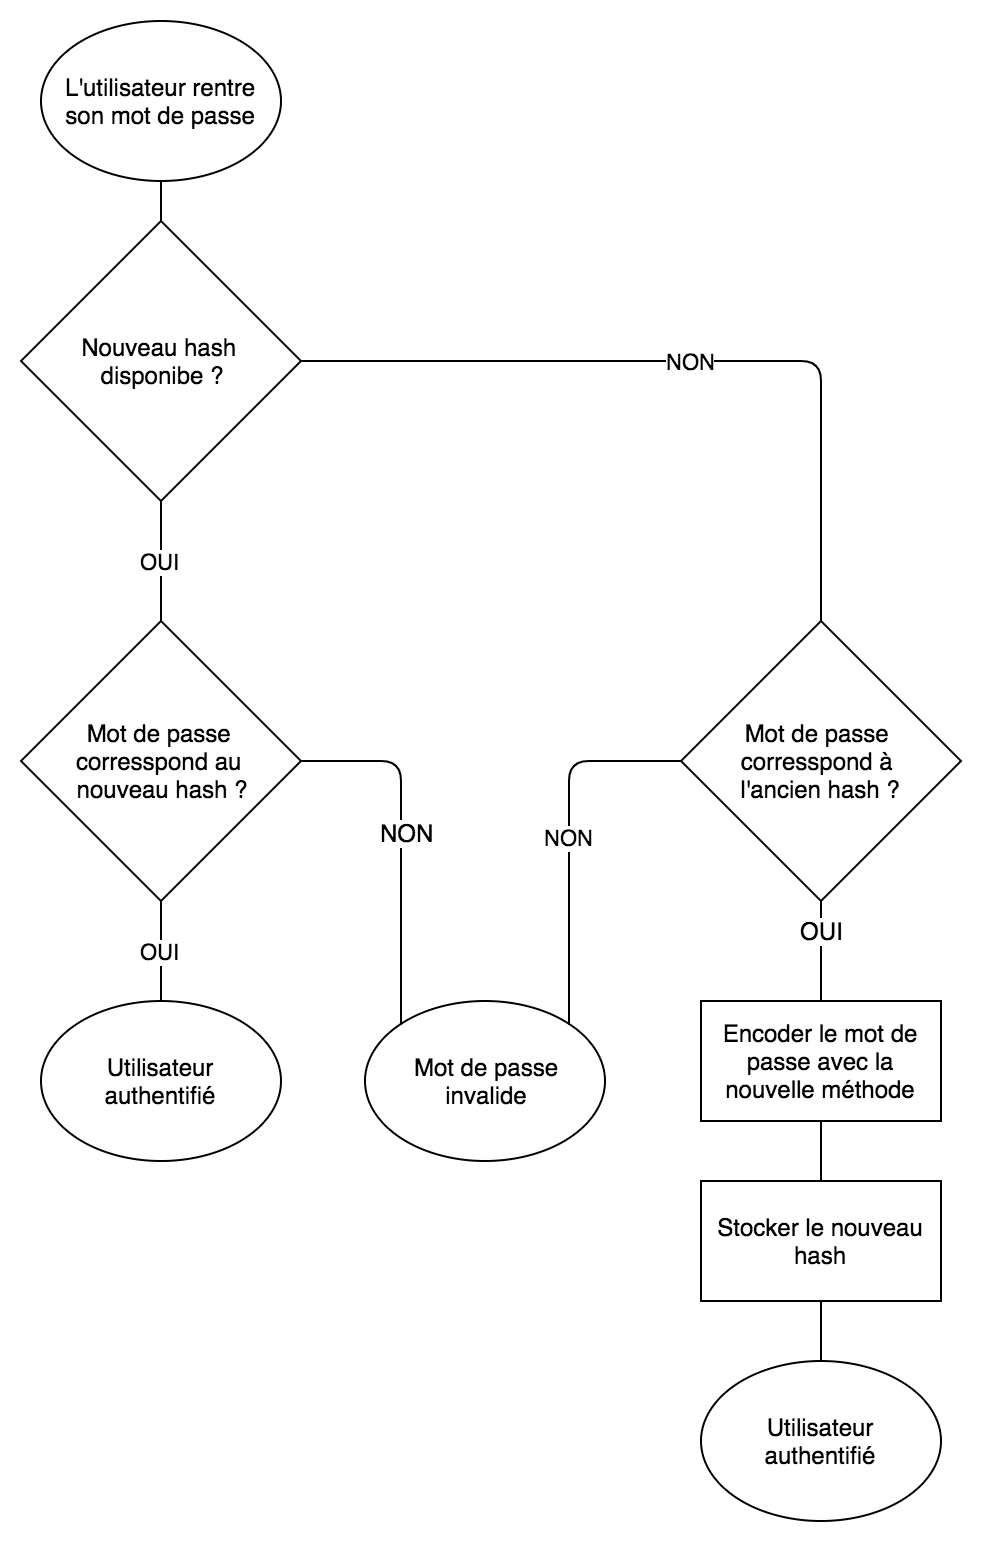 L'utilisateur rentre
son mot de passe
Nouveau hash
disponibe ?
NON
OUI
Mot de passe
corresspond au
nouveau hash ?
Mot de passe
corresspond à
l'ancien hash ?
NON
NON
OUI
OUI
Utilisateur
authentifié
Mot de passe
invalide
Encoder le mot de
passe avec la
nouvelle méthode
Stocker le nouveau
hash
Utilisateur
authentifié